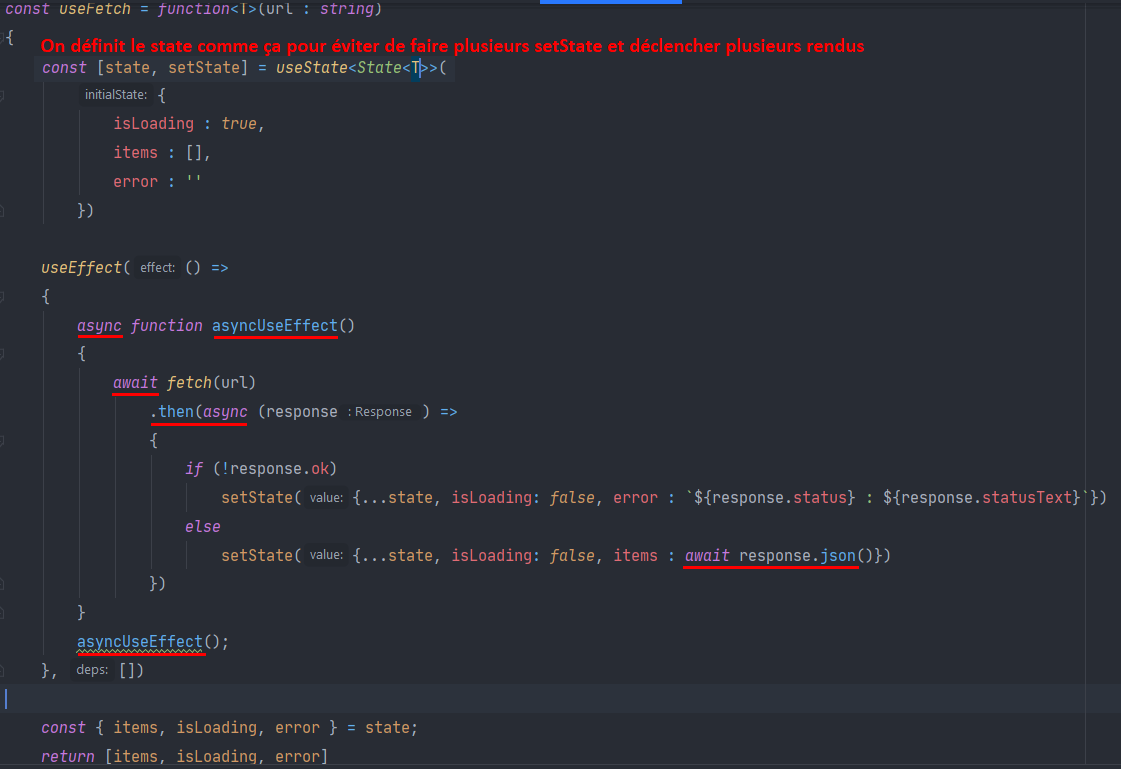 const useFetch = function<T>(url : string)
{
On définit le state comme ça pour éviter de faire plusieurs setState et déclencher plusieurs rendus
const [state, setState] = useState<State<T>>(
initialState: {
isLoading : true,
items : [],
error : ''
})
useEffect( effect: () =>
{
async function asyncUseEffect()
{
await fetch(url)
.then(async (response : Response ) =>
{
if (!response.ok)
setState( value: {...state, isLoading: false, error : `${response.status} : ${response.statusText}`})
else
setState( value: {...state, isLoading: false, items : await response.json()})
})
}
asyncUseEffect();
}, deps: [])
const { items, isLoading, error } = state;
return [items, isLoading, error]